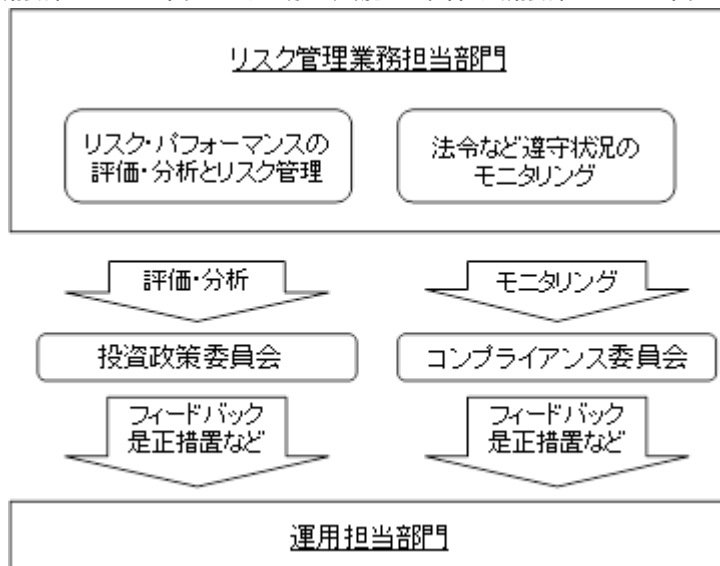 リスク管理業務担当部門
リスク・パフォーマンスの
評価・分析とリスク管理
法令など遵守状況の
モニタリング
評価・分析
モニタリング
投資政策委員会
コンプライアンス委員会
フィードバック
是正措置など
フィードバック
是正措置など
運用担当部門